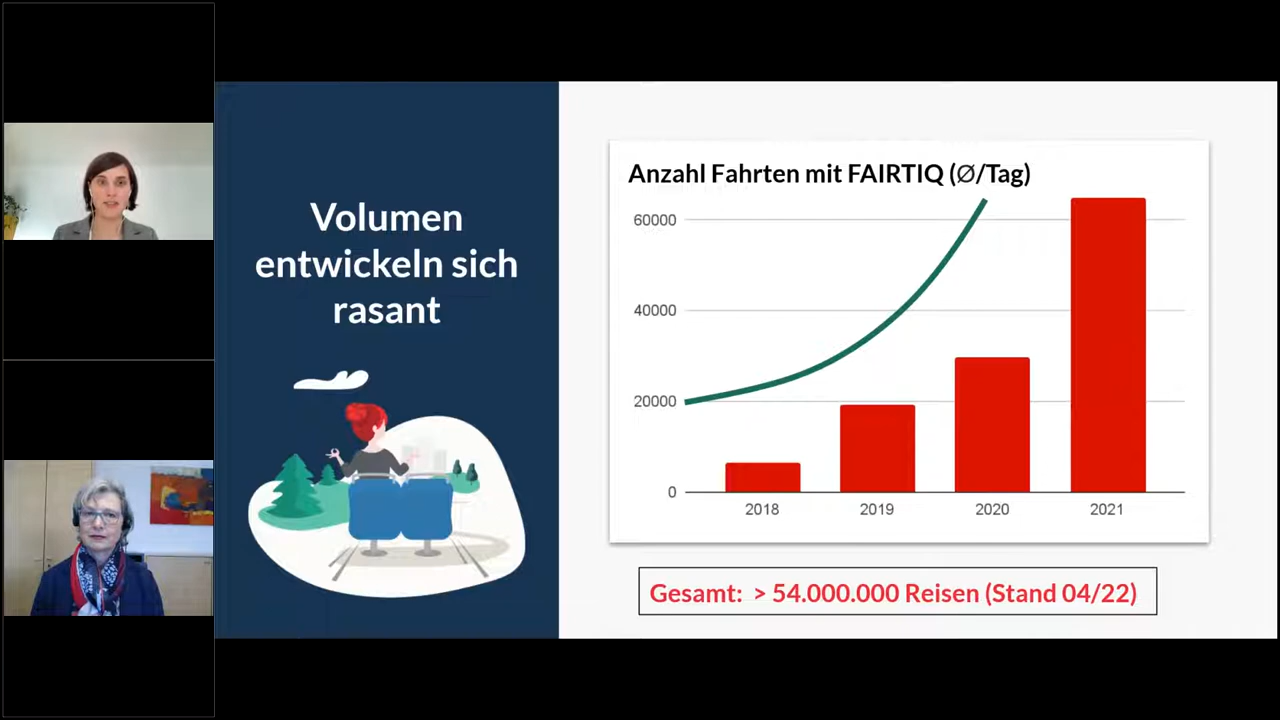 Volumen
entwickeln sich
rasant
Anzahl Fahrten mit FAIRTIQ (Ø/Tag)
60000
40000
20000
0
2018 2019 2020 2021
Gesamt: > 54.000.000 Reisen (Stand 04/22)